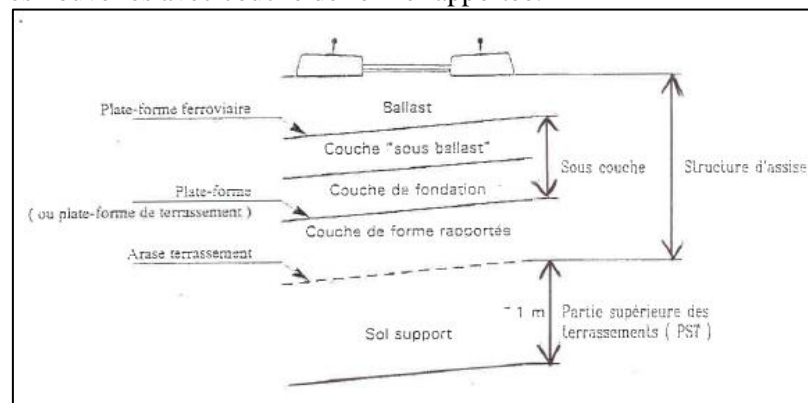 Ballast
Plate-forme ferroviaire
Couche "sous ballast"
Sous couche
Structure d'assise
Couche de fondation
Plate-forme
( ou plate-forme de terrassement )
Couche de forme rapportés
Arase terrassement
1 m
Partie supérieure des
terrassements ( PST )
Sol support